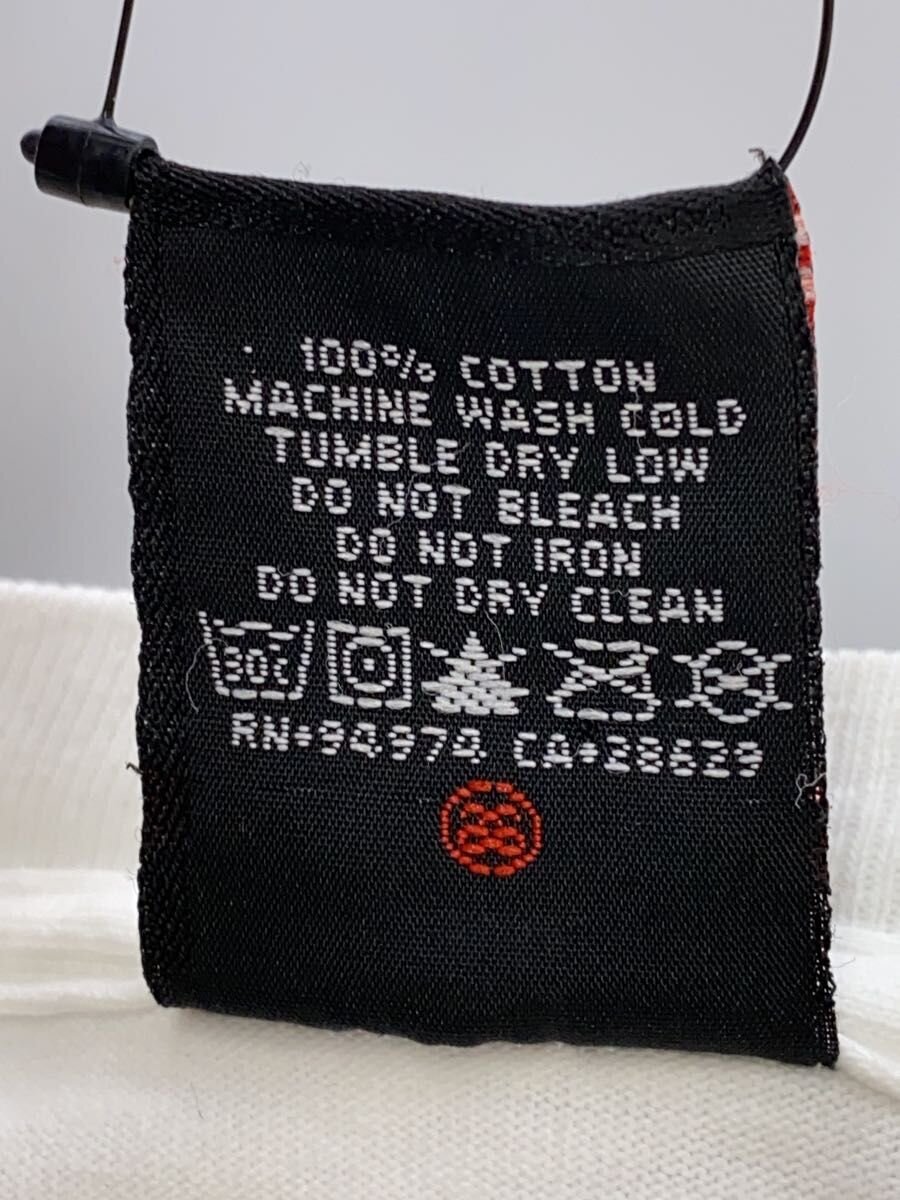 100% COTTON
MACHINE WASH COLD
TUMBLE DRY LOW
DO NOT BLEACH
DO NOT IRON
DO NOT DRY CLEAN
30C
RN#94974 CA#28629